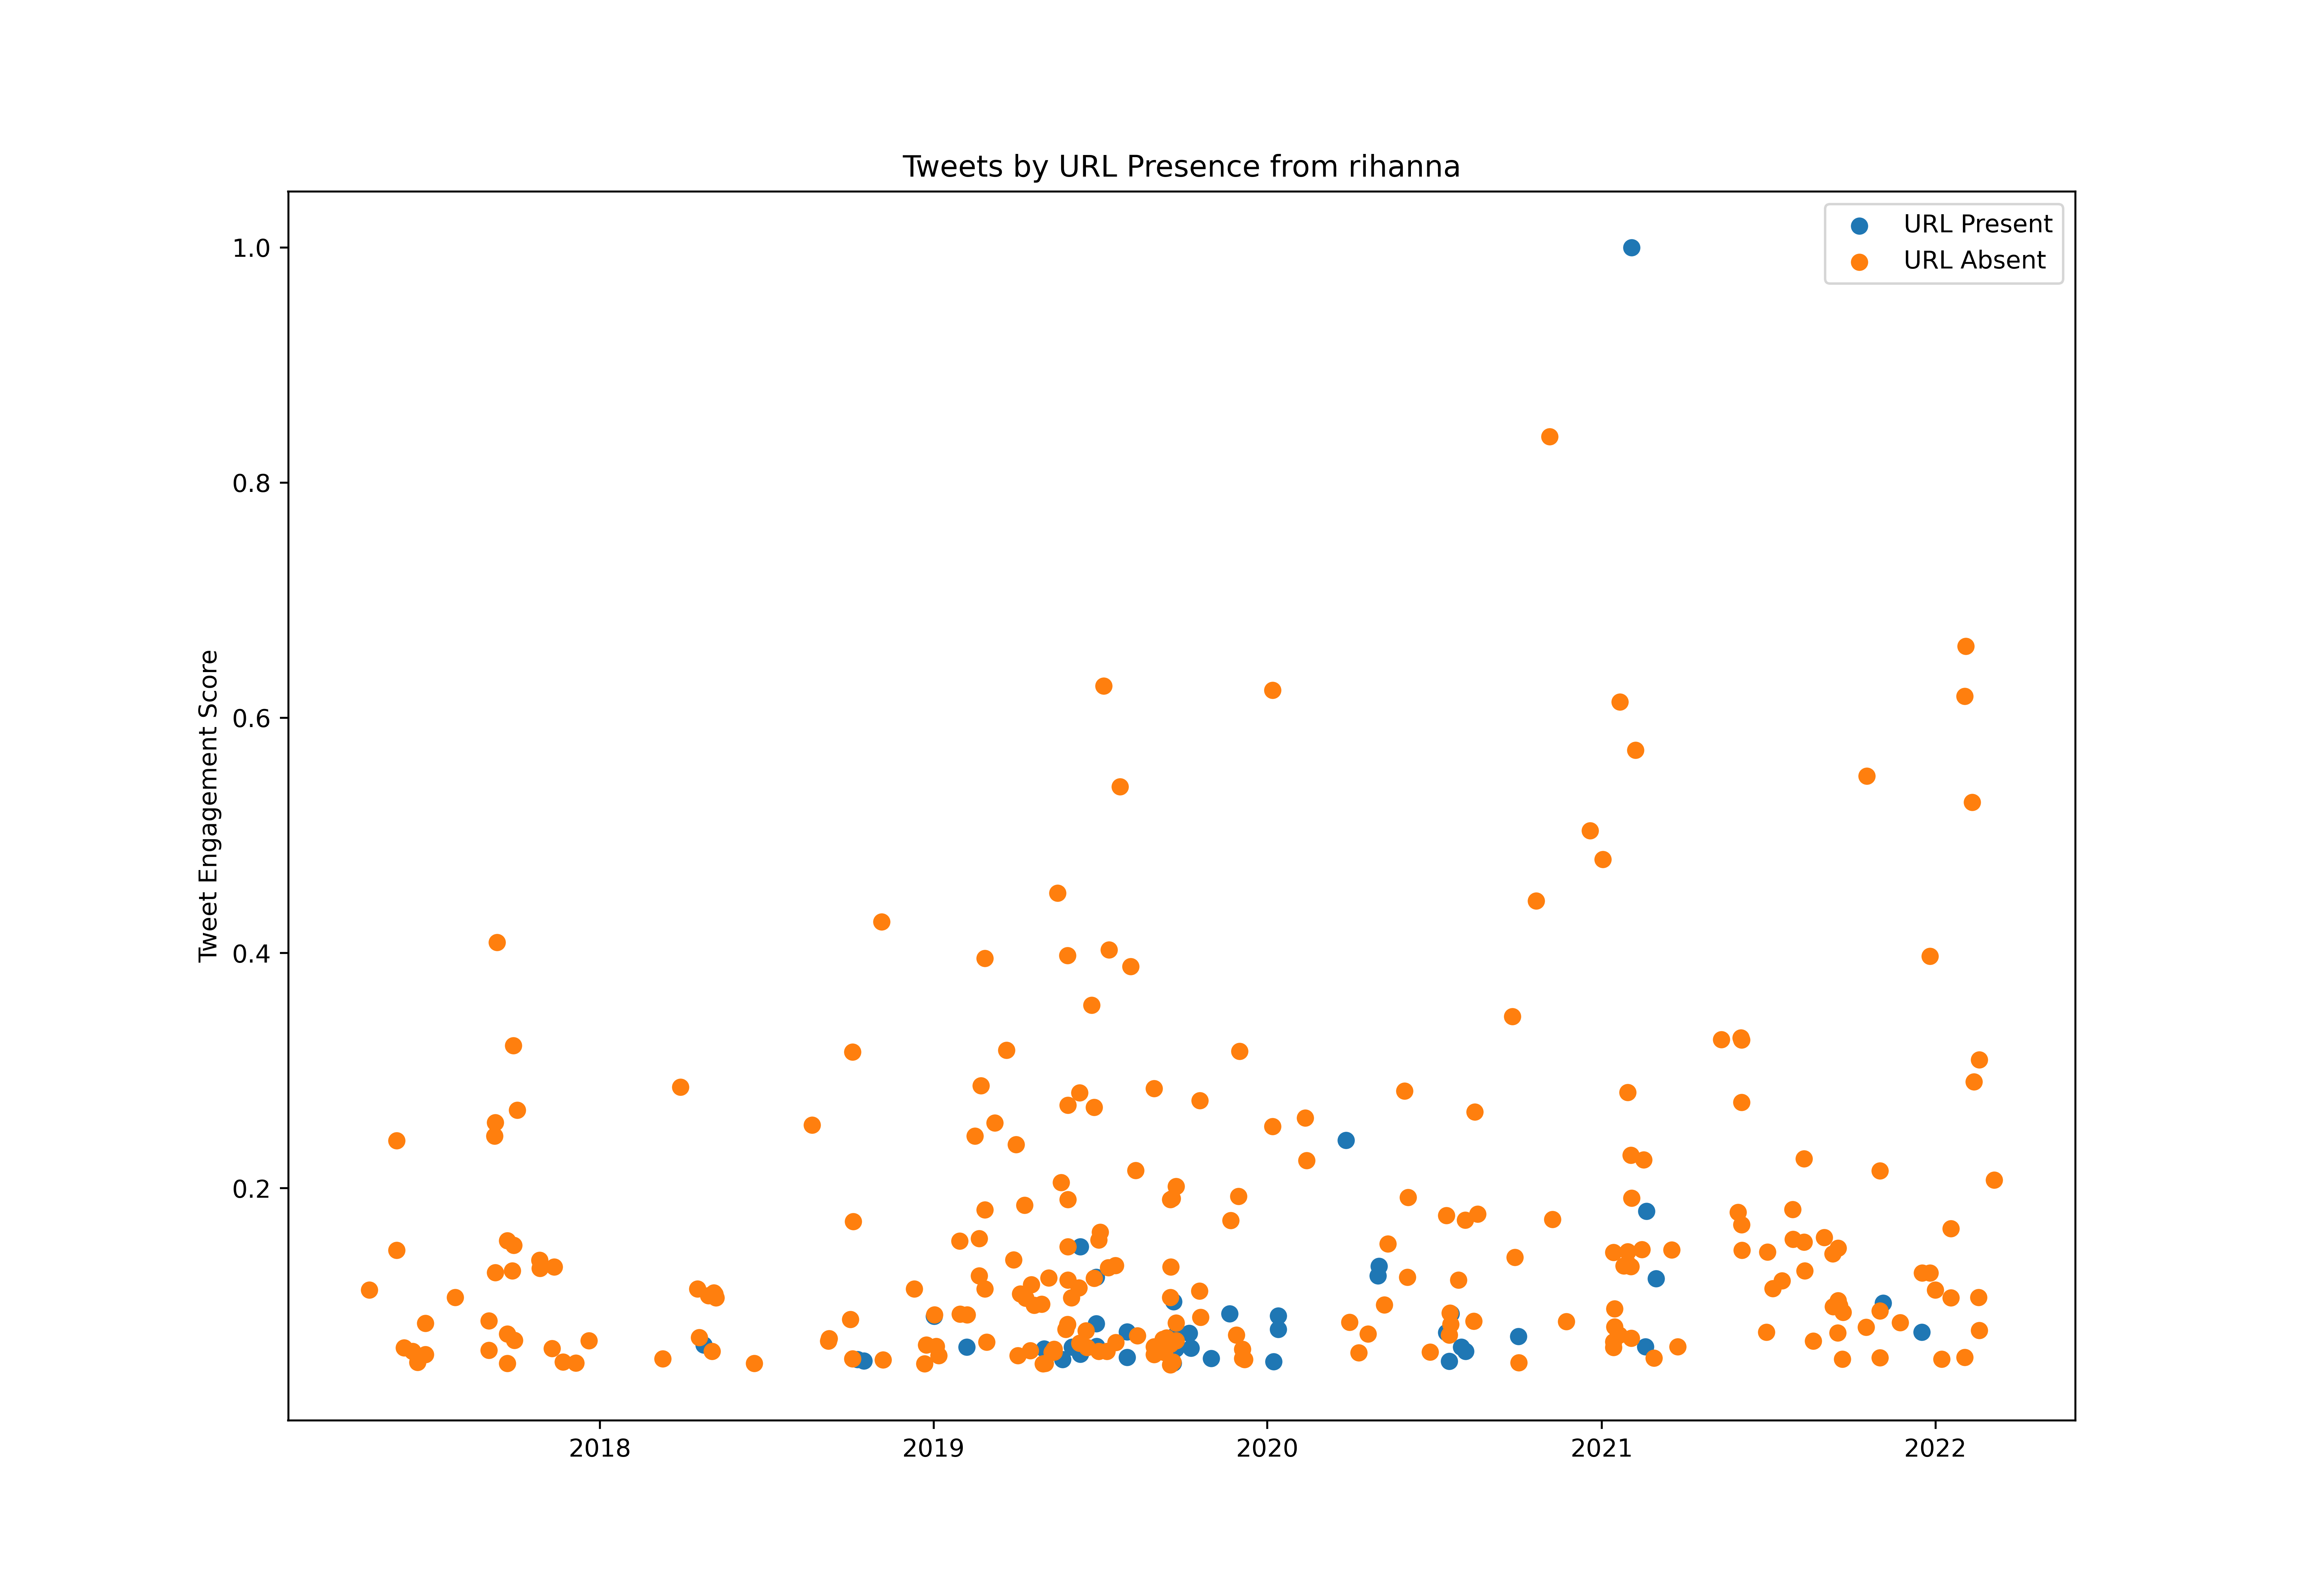 Tweets by URL Presence from rihanna
URL Present
URL Absent
1.0
0.8
0.6
0.4
0.2
Tweet Engagement Score
2018
2019
2020
2021
2022